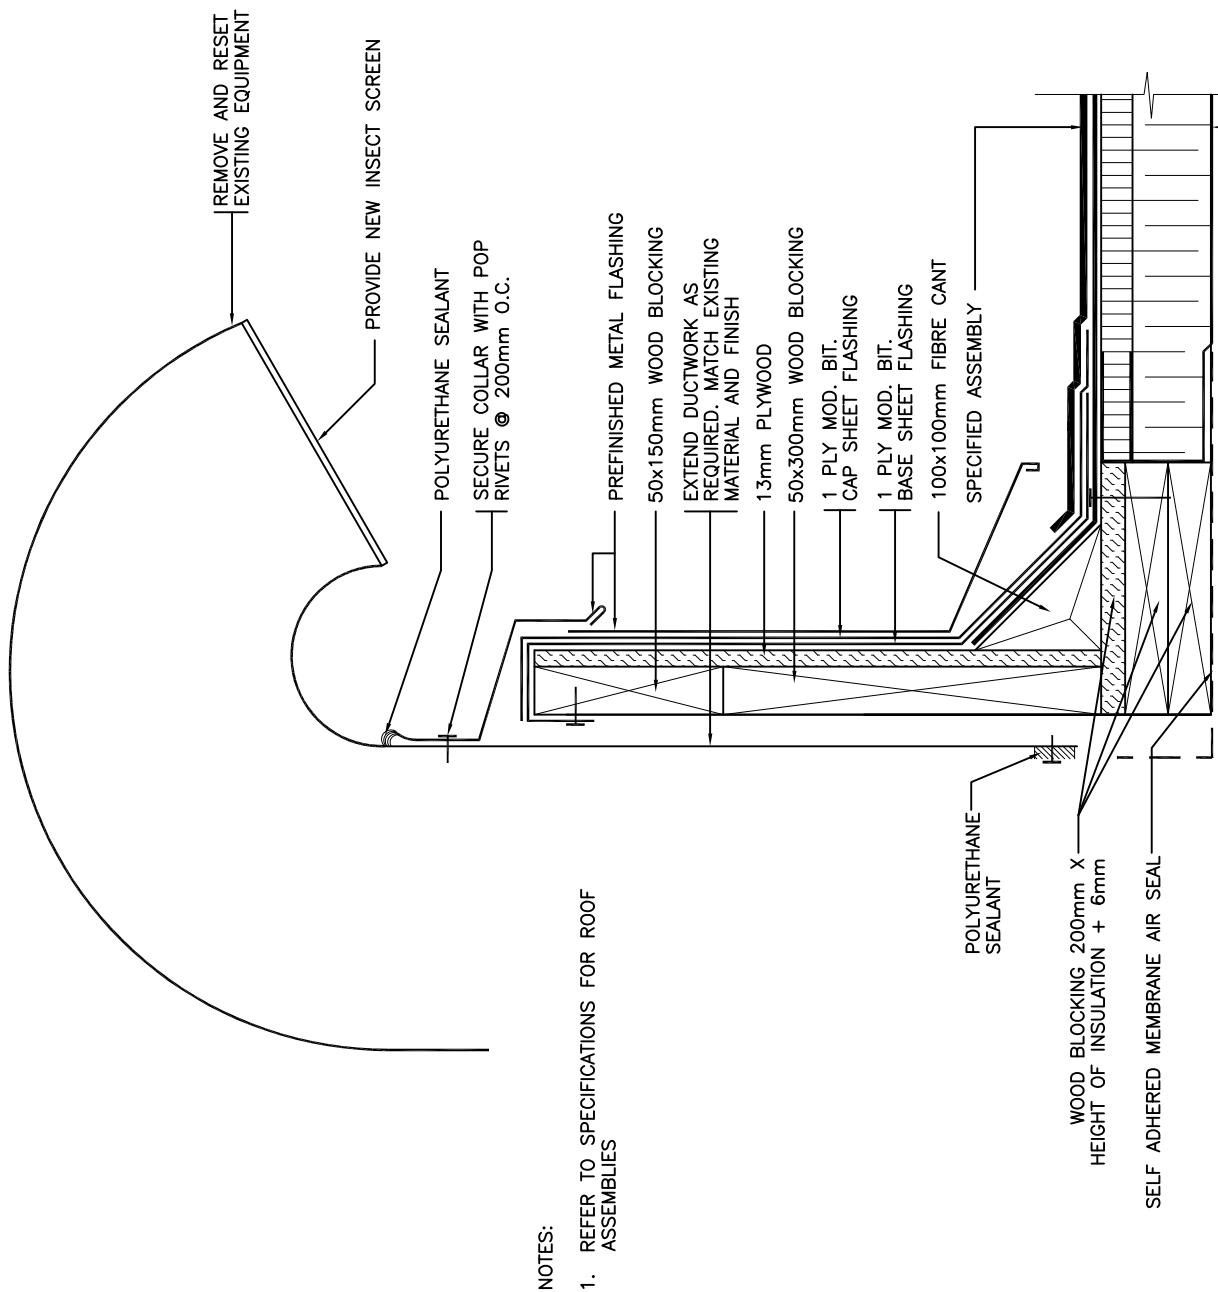 REMOVE AND RESET
EXISTING EQUIPMENT
PROVIDE NEW INSECT SCREEN
POLYURETHANE SEALANT
SECURE COLLAR WITH POP
RIVETS @ 200mm O.C.
PREFINISHED METAL FLASHING
50x150mm WOOD BLOCKING
EXTEND DUCTWORK AS
REQUIRED. MATCH EXISTING
MATERIAL AND FINISH
13mm PLYWOOD
50x300mm WOOD BLOCKING
1 PLY MOD. BIT.
CAP SHEET FLASHING
1 PLY MOD. BIT.
BASE SHEET FLASHING
100x100mm FIBRE CANT
SPECIFIED ASSEMBLY
POLYURETHANE
SEALANT
WOOD BLOCKING 200mm X
HEIGHT OF INSULATION + 6mm
SELF ADHERED MEMBRANE AIR SEAL
NOTES:
1. REFER TO SPECIFICATIONS FOR ROOF
ASSEMBLIES